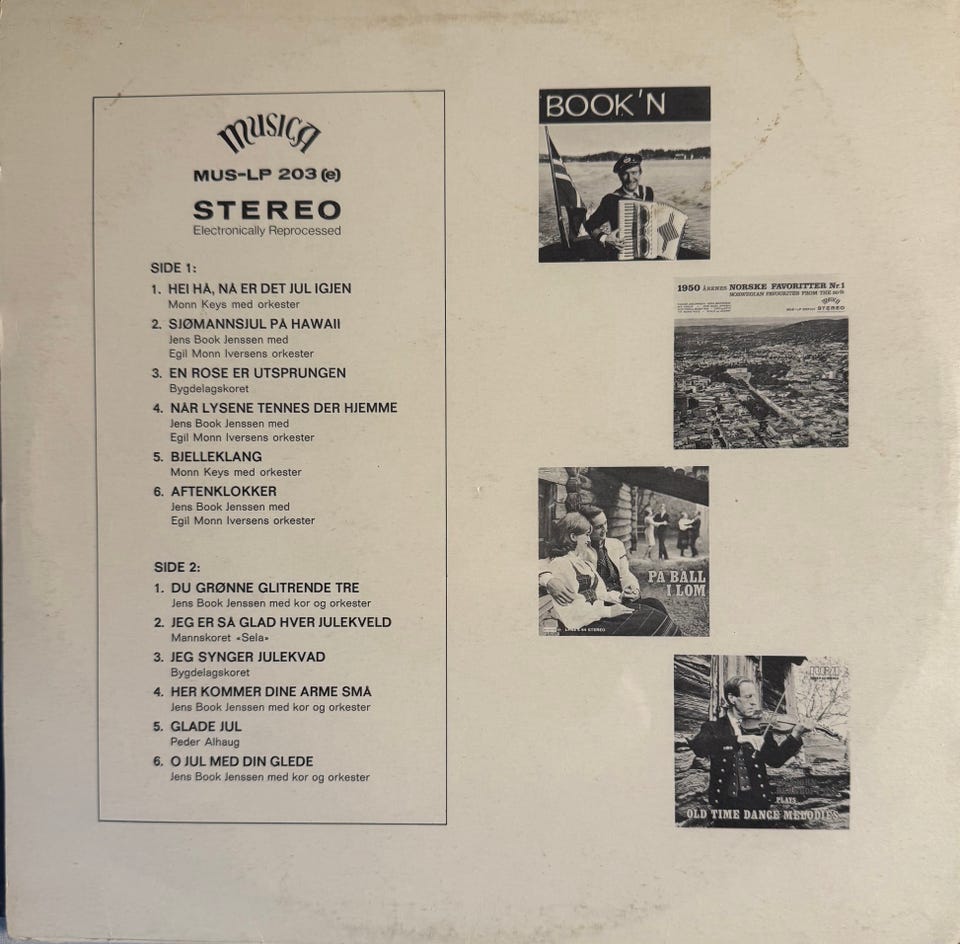 MUSICA
MUS-LP 203 (e)
STEREO
Electronically Reprocessed
SIDE 1:
1. HEI HÅ, NÅ ER DET JUL IGJEN
Monn Keys med orkester
2. SJØMANNSJUL PÅ HAWAII
Jens Book Jenssen med
Egil Monn Iversens orkester
3. EN ROSE ER UTSPRUNGEN
Bygdelagskoret
4. NÅR LYSENE TENNES DER HJEMME
Jens Book Jenssen med
Egil Monn Iversens orkester
5. BJELLEKLANG
Monn Keys med orkester
6. AFTENKLOKKER
Jens Book Jenssen med
Egil Monn Iversens orkester
SIDE 2:
1. DU GRØNNE GLITRENDE TRE
Jens Book Jenssen med kor og orkester
2. JEG ER SÅ GLAD HVER JULEKVELD
Mannskoret «Sela»
3. JEG SYNGER JULEKVAD
Bygdelagskoret
4. HER KOMMER DINE ARME SMÅ
Jens Book Jenssen med kor og orkester
5. GLADE JUL
Peder Alhaug
6. O JUL MED DIN GLEDE
Jens Book Jenssen med kor og orkester
BOOK'N
1950 ÅRENES NORSKE FAVORITTER Nr.1
NORWEGIAN FAVOURITES FROM THE
MUSICA
STEREO
PÅ BALL
I LOM
STEREO
RCA
PLAYS
OLD TIME DANCE MELODIES